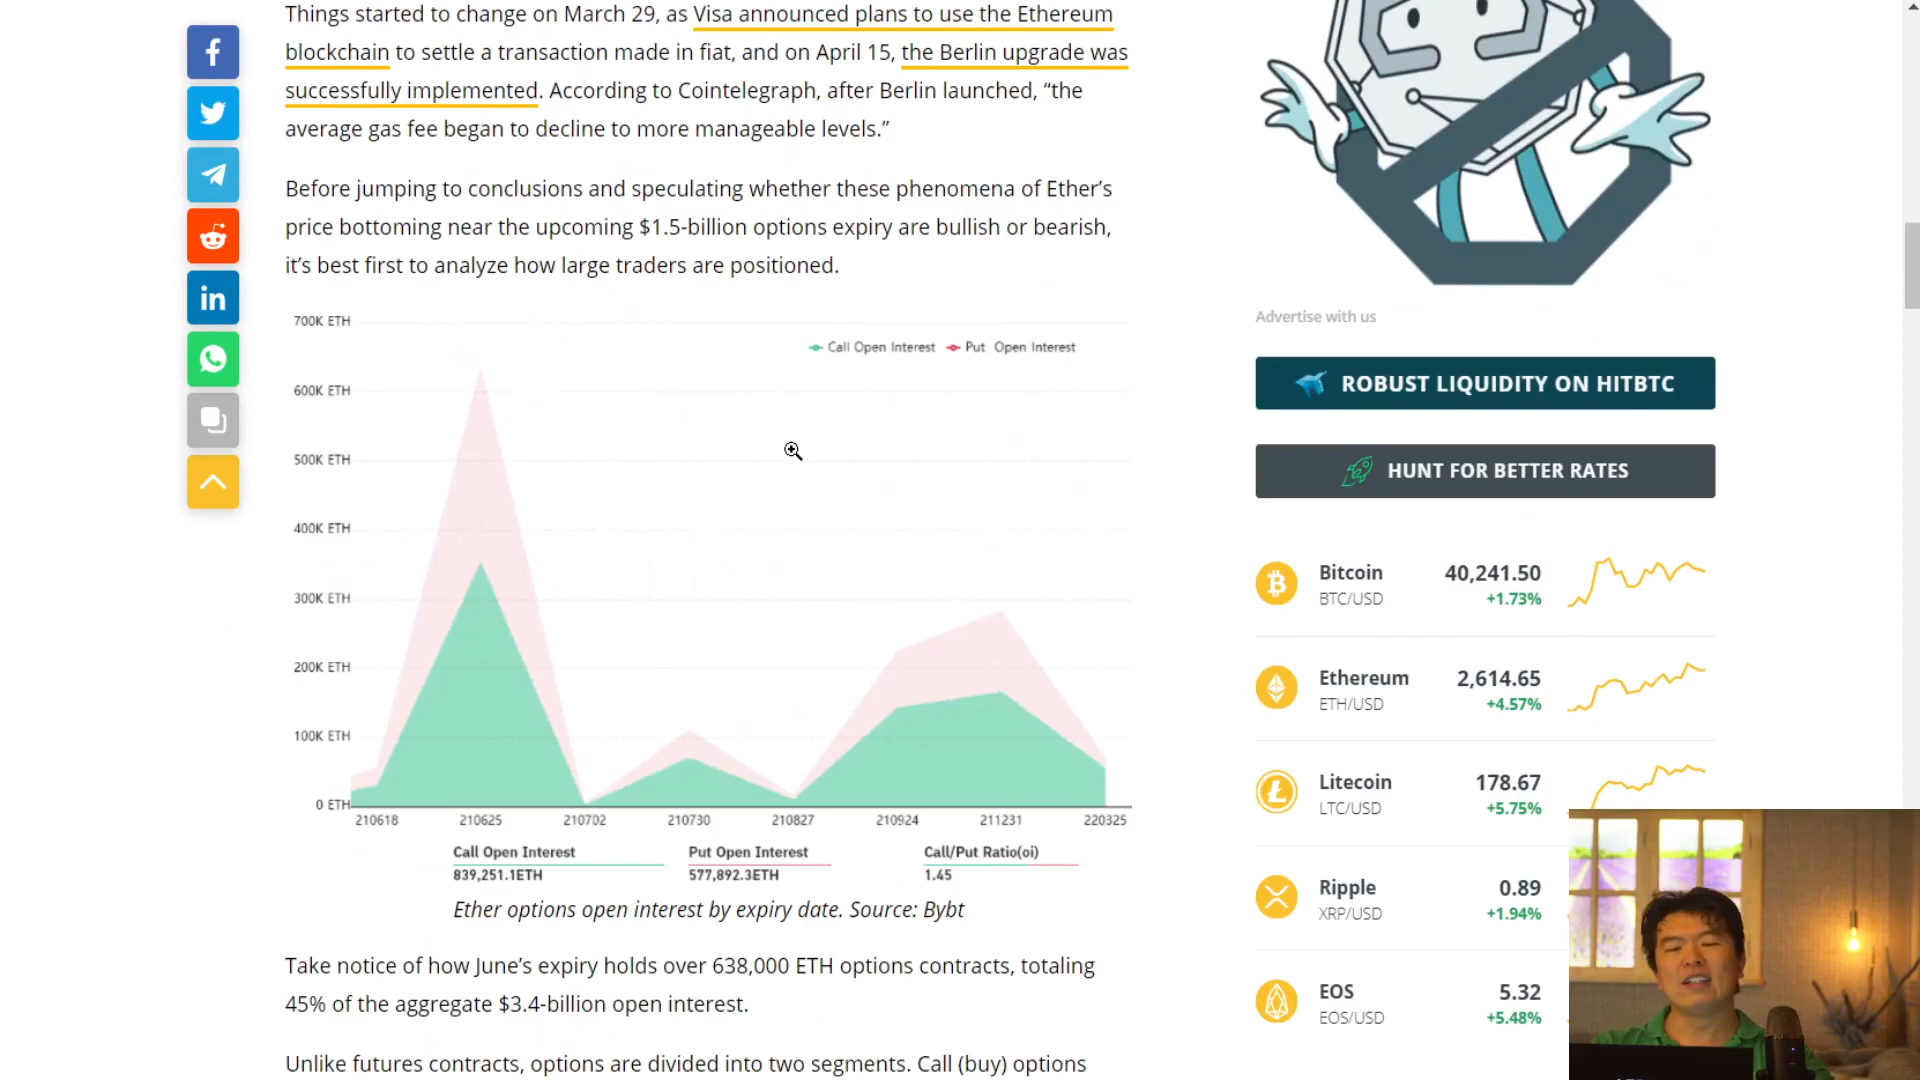 Things started to change on March 29, as Visa announced plans to use the Ethereum
blockchain to settle a transaction made in fiat, and on April 15, the Berlin upgrade was
successfully implemented. According to Cointelegraph, after Berlin launched, “the
average gas fee began to decline to more manageable levels.”
Before jumping to conclusions and speculating whether these phenomena of Ether’s
price bottoming near the upcoming $1.5-billion options expiry are bullish or bearish,
it’s best first to analyze how large traders are positioned.
700K ETH
Call Open Interest
Put Open Interest
600K ETH
500K ETH
400K ETH
300K ETH
200K ETH
100K ETH
0 ETH
210618
210625
210702
210730
210827
210924
211231
220325
Call Open Interest
839,251.1ETH
Put Open Interest
577,892.3ETH
Call/Put Ratio(oi)
1.45
Ether options open interest by expiry date. Source: Bybt
Take notice of how June’s expiry holds over 638,000 ETH options contracts, totaling
45% of the aggregate $3.4-billion open interest.
Unlike futures contracts, options are divided into two segments. Call (buy) options
Advertise with us
ROBUST LIQUIDITY ON HITBTC
HUNT FOR BETTER RATES
Bitcoin 40,241.50
BTC/USD +1.73%
Ethereum 2,614.65
ETH/USD +4.57%
Litecoin 178.67
LTC/USD +5.75%
Ripple 0.89
XRP/USD +1.94%
EOS 5.32
EOS/USD +5.48%